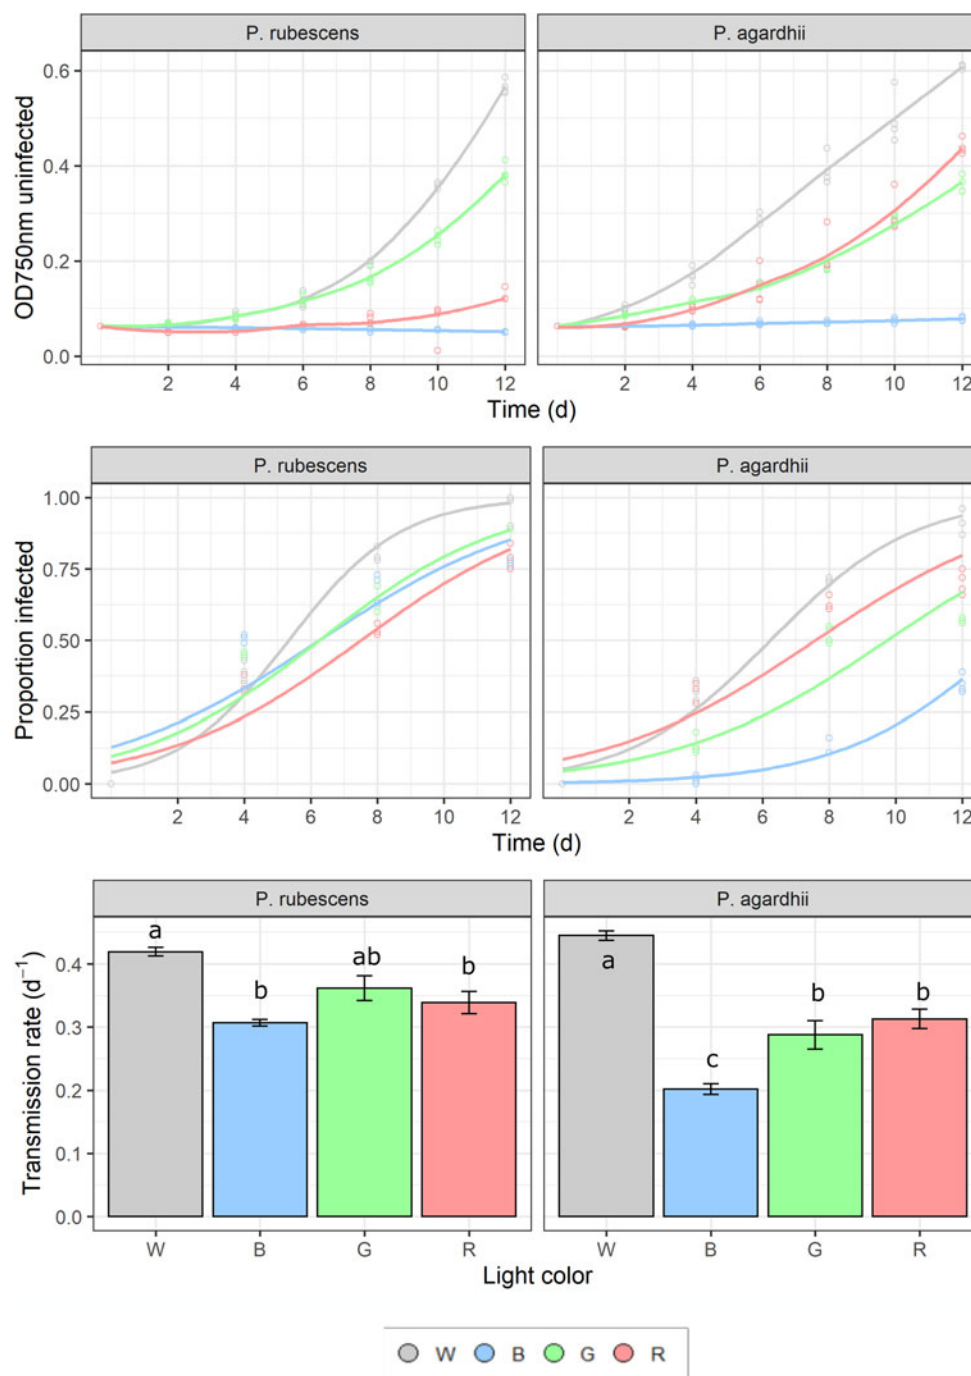 P. rubescens P. agardhii
OD750nm uninfected
0.6
0.4
0.2
0.0
2 4 6 8 10 12 2 4 6 8 10 12
Time (d)
P. rubescens P. agardhii
Proportion infected
1.00
0.75
0.50
0.25
0.00
2 4 6 8 10 12 2 4 6 8 10 12
Time (d)
P. rubescens P. agardhii
Transmission rate (d⁻¹)
0.4
0.3
0.2
0.1
0.0
a b ab b a c b b
W B G R W B G R
Light color
W B G R